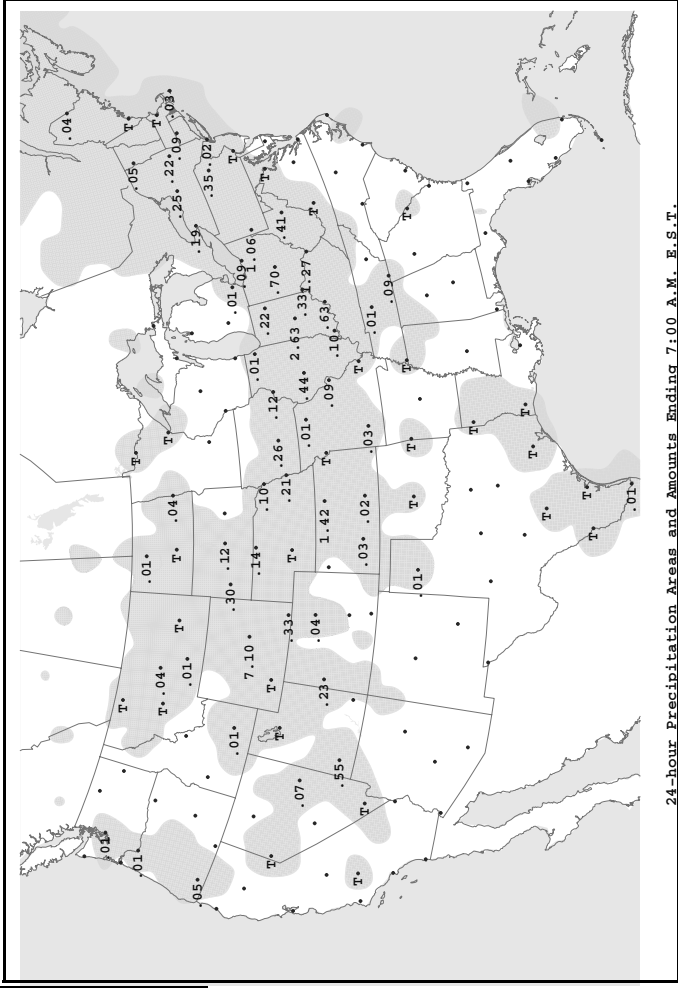 .04
.01
T
T
.05
T
.01
.01
T
.04
T
T
.22
.03
.04
.09
T
.25
T
.01
.19
.05
.02
.35
.12
.30
.01
T
.01
.09
7.10
1.06
.01
.14
.10
.22
T
T
T
.12
.70
.26
T
.41
.21
.33
T
2.63
.07
.33
.44
.01
1.27
T
.04
.23
1.42
.63
T
.09
.10
.55
T
T
.03
T
.02
.03
.01
.09
T
T
T
T
.01
T
T
T
T
T
T
.01
24-hour Precipitation Areas and Amounts Ending 7:00 A.M. E.S.T.